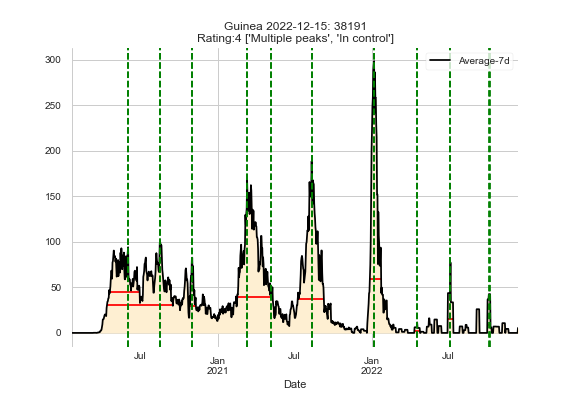 Guinea 2022-12-15: 38191
Rating:4 ['Multiple peaks', 'In control']
Average-7d
300
250
200
150
100
50
0
Jul
Jan
2021
Jul
Jan
2022
Jul
Date